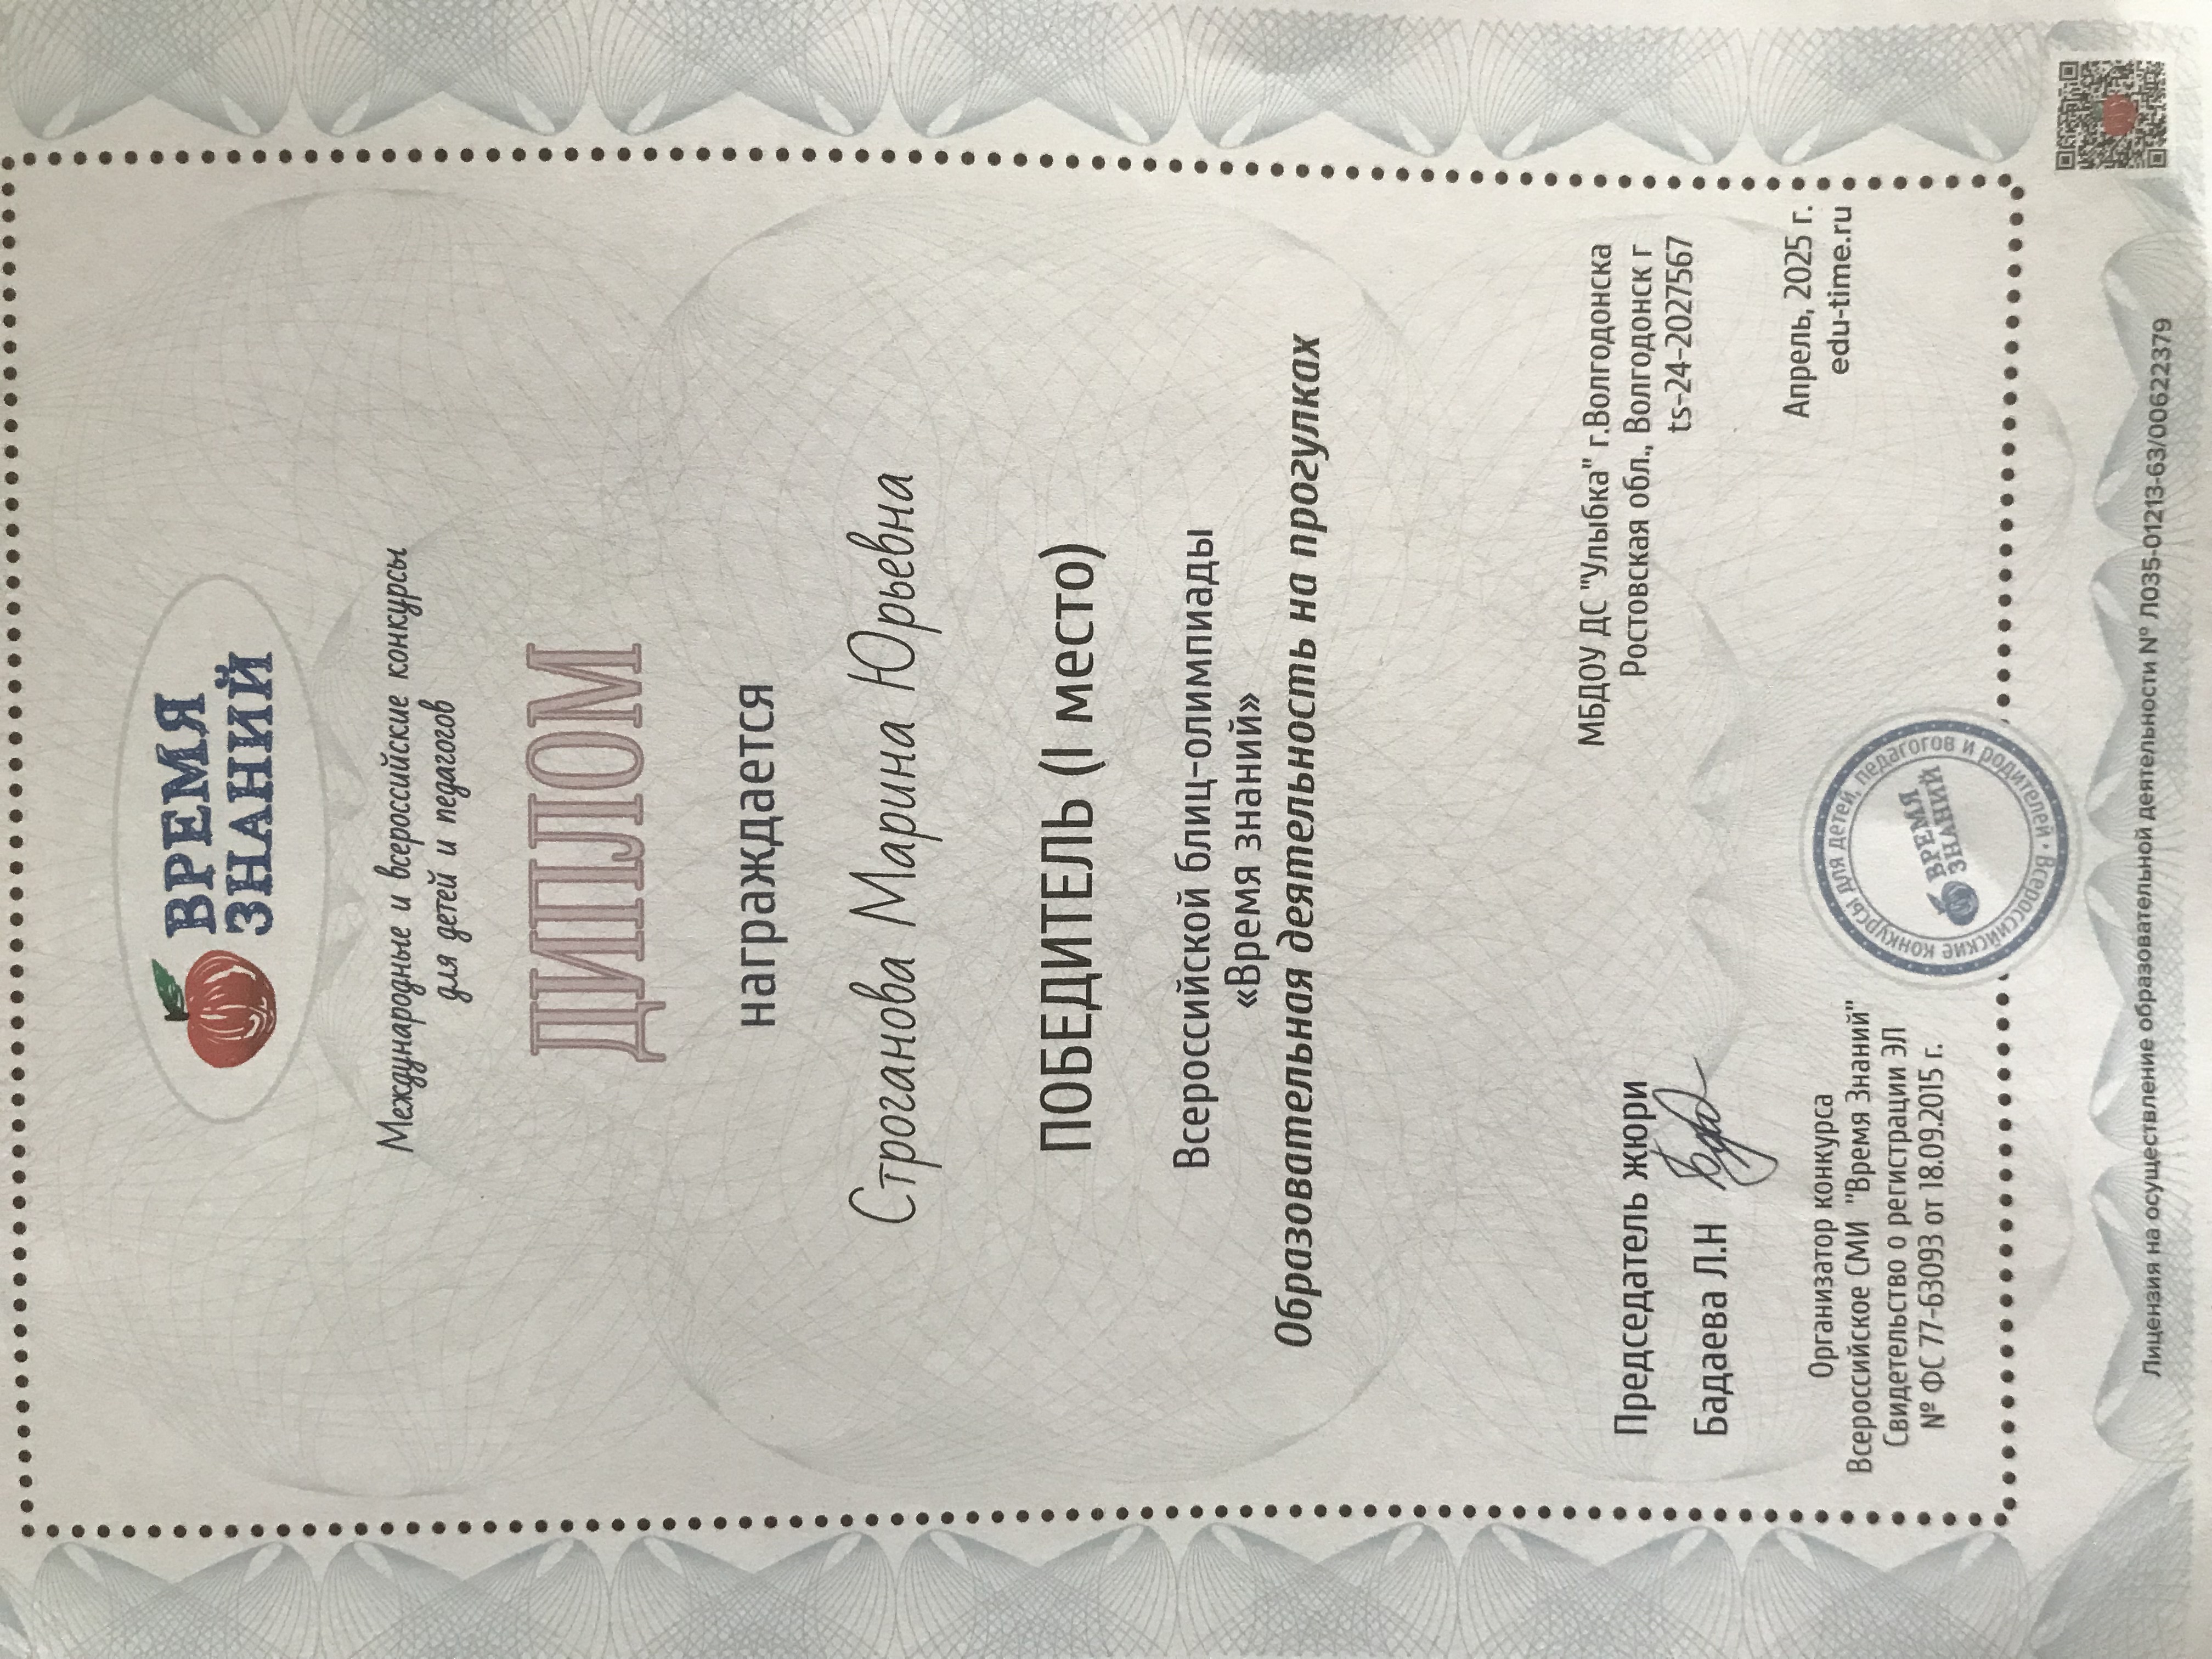 ВРЕМЯ
ЗНАНИЙ
Международные и всероссийские конкурсы
для детей и педагогов
ДИПЛОМ
награждается
Строганова Марина Юрьевна
ПОБЕДИТЕЛЬ (I место)
Всероссийской блиц-олимпиады
«Время знаний»
Образовательная деятельность на прогулках
МБДОУ ДС "Улыбка" г.Волгодонска
Ростовская обл., Волгодонск г
ts-24-2027567
Председатель жюри
Бадаева Л.Н
Апрель, 2025 г.
edu-time.ru
Организатор конкурса
Всероссийское СМИ "Время Знаний"
Свидетельство о регистрации ЭЛ
№ ФС 77-63093 от 18.09.2015 г.
Всероссийские конкурсы для детей, педагогов и родителей •
ВРЕМЯ
ЗНАНИЙ
Лицензия на осуществление образовательной деятельности № Л035-01213-63/00622379